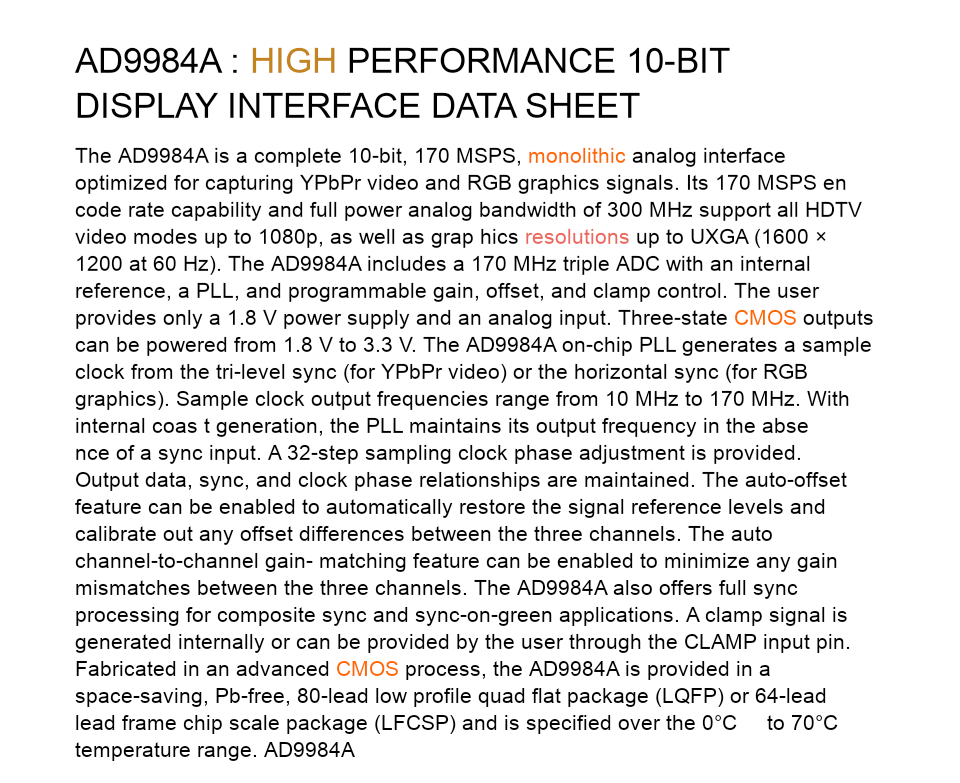 AD9984A : HIGH PERFORMANCE 10-BIT
DISPLAY INTERFACE DATA SHEET
The AD9984A is a complete 10-bit, 170 MSPS, monolithic analog interface
optimized for capturing YPbPr video and RGB graphics signals. Its 170 MSPS en
code rate capability and full power analog bandwidth of 300 MHz support all HDTV
video modes up to 1080p, as well as grap hics resolutions up to UXGA (1600 ×
1200 at 60 Hz). The AD9984A includes a 170 MHz triple ADC with an internal
reference, a PLL, and programmable gain, offset, and clamp control. The user
provides only a 1.8 V power supply and an analog input. Three-state CMOS outputs
can be powered from 1.8 V to 3.3 V. The AD9984A on-chip PLL generates a sample
clock from the tri-level sync (for YPbPr video) or the horizontal sync (for RGB
graphics). Sample clock output frequencies range from 10 MHz to 170 MHz. With
internal coas t generation, the PLL maintains its output frequency in the abse
nce of a sync input. A 32-step sampling clock phase adjustment is provided.
Output data, sync, and clock phase relationships are maintained. The auto-offset
feature can be enabled to automatically restore the signal reference levels and
calibrate out any offset differences between the three channels. The auto
channel-to-channel gain- matching feature can be enabled to minimize any gain
mismatches between the three channels. The AD9984A also offers full sync
processing for composite sync and sync-on-green applications. A clamp signal is
generated internally or can be provided by the user through the CLAMP input pin.
Fabricated in an advanced CMOS process, the AD9984A is provided in a
space-saving, Pb-free, 80-lead low profile quad flat package (LQFP) or 64-lead
lead frame chip scale package (LFCSP) and is specified over the 0°C to 70°C
temperature range. AD9984A